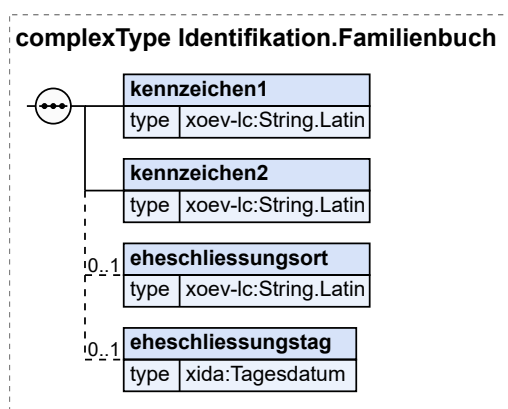 complexType Identifikation.Familienbuch
kennzeichen1
type xoev-lc:String.Latin
kennzeichen2
type xoev-lc:String.Latin
0..1 eheschliessungsort
type xoev-lc:String.Latin
0..1 eheschliessungstag
type xida:Tagesdatum